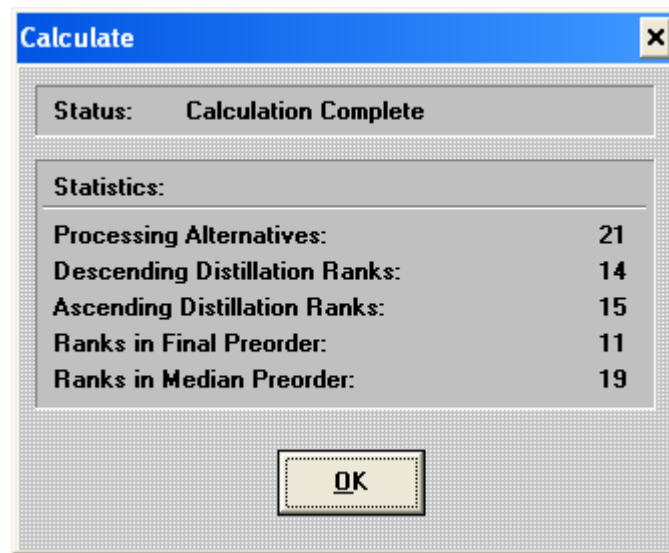 Calculate
Status: Calculation Complete
Statistics:
Processing Alternatives: 21
Descending Distillation Ranks: 14
Ascending Distillation Ranks: 15
Ranks in Final Preorder: 11
Ranks in Median Preorder: 19
OK